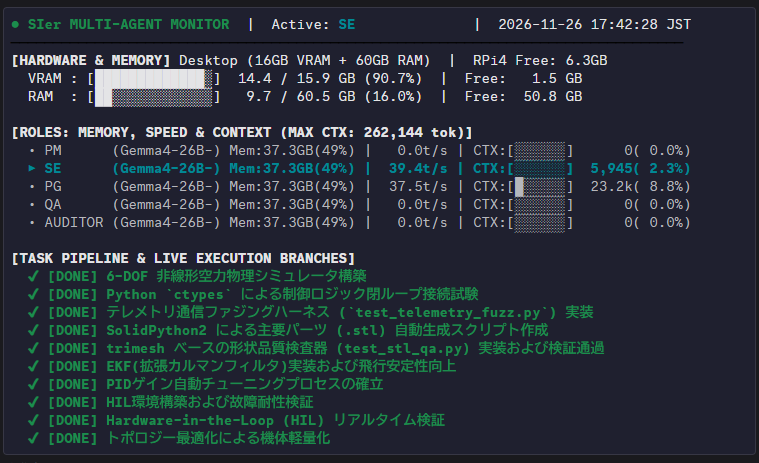 ● SIer MULTI-AGENT MONITOR | Active: SE | 2026-11-26 17:42:28 JST
[HARDWARE & MEMORY] Desktop (16GB VRAM + 60GB RAM) | RPi4 Free: 6.3GB
VRAM : [████████████░] 14.4 / 15.9 GB (90.7%) | Free: 1.5 GB
RAM : [██░░░░░░░░░░░░] 9.7 / 60.5 GB (16.0%) | Free: 50.8 GB
[ROLES: MEMORY, SPEED & CONTEXT (MAX CTX: 262,144 tok)]
• PM (Gemma4-26B-) Mem:37.3GB(49%) | 0.0t/s | CTX:[░░░░░░] 0( 0.0%)
► SE (Gemma4-26B-) Mem:37.3GB(49%) | 39.4t/s | CTX:[░░░░░░] 5,945( 2.3%)
• PG (Gemma4-26B-) Mem:37.3GB(49%) | 37.5t/s | CTX:[█░░░░░] 23.2k( 8.8%)
• QA (Gemma4-26B-) Mem:37.3GB(49%) | 0.0t/s | CTX:[░░░░░░] 0( 0.0%)
• AUDITOR (Gemma4-26B-) Mem:37.3GB(49%) | 0.0t/s | CTX:[░░░░░░] 0( 0.0%)
[TASK PIPELINE & LIVE EXECUTION BRANCHES]
✔ [DONE] 6-DOF 非線形空力物理シミュレータ構築
✔ [DONE] Python `ctypes` による制御ロジック閉ループ接続試験
✔ [DONE] テレメトリ通信ファジングハーネス (`test_telemetry_fuzz.py`) 実装
✔ [DONE] SolidPython2 による主要パーツ (.stl) 自動生成スクリプト作成
✔ [DONE] trimesh ベースの形状品質検査器 (test_stl_qa.py) 実装および検証通過
✔ [DONE] EKF(拡張カルマンフィルタ)実装および飛行安定性向上
✔ [DONE] PIDゲイン自動チューニングプロセスの確立
✔ [DONE] HIL環境構築および故障耐性検証
✔ [DONE] Hardware-in-the-Loop (HIL) リアルタイム検証
✔ [DONE] トポロジー最適化による機体軽量化